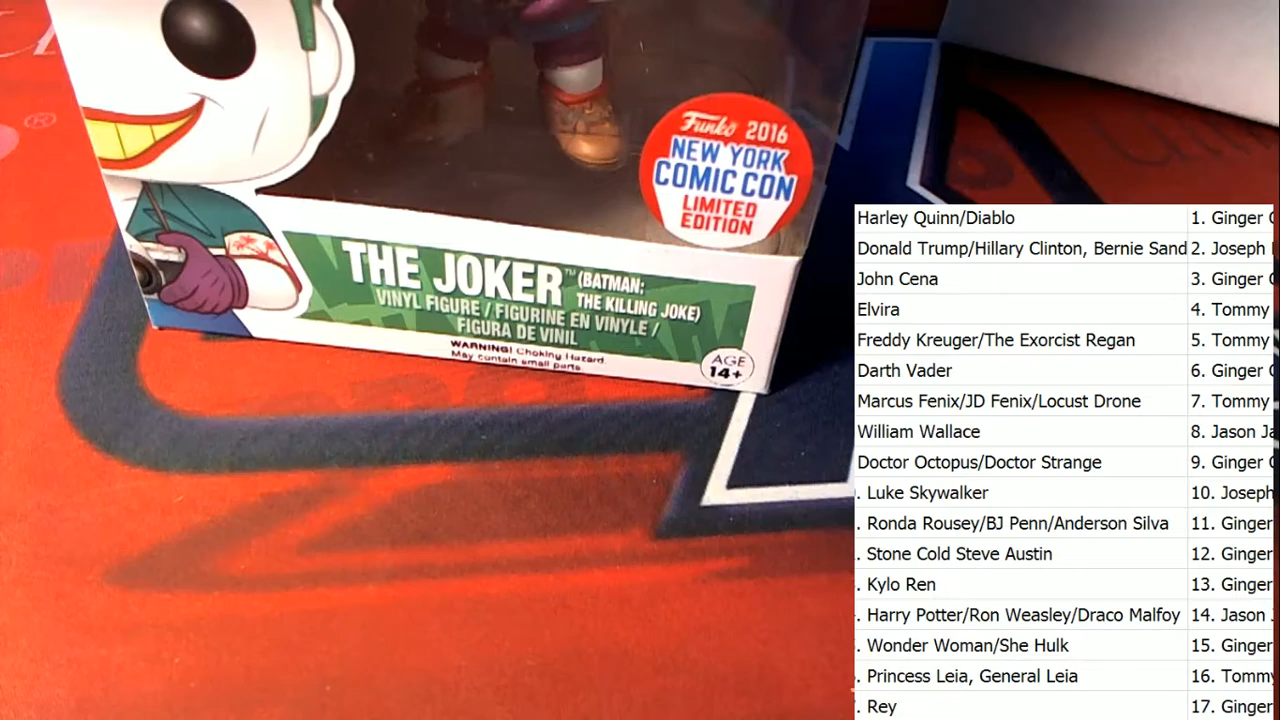 ®
Funko 2016
NEW YORK
COMIC CON
LIMITED
EDITION
THE JOKER™ (BATMAN:
THE KILLING JOKE)
VINYL FIGURE / FIGURINE EN VINYLE /
FIGURA DE VINIL
WARNING! Choking Hazard.
May contain small parts.
AGE
14+
Harley Quinn/Diablo 1. Ginger
Donald Trump/Hillary Clinton, Bernie Sand 2. Joseph
John Cena 3. Ginger
Elvira 4. Tommy
Freddy Kreuger/The Exorcist Regan 5. Tommy
Darth Vader 6. Ginger
Marcus Fenix/JD Fenix/Locust Drone 7. Tommy
William Wallace 8. Jason Ja
Doctor Octopus/Doctor Strange 9. Ginger
. Luke Skywalker 10. Joseph
. Ronda Rousey/BJ Penn/Anderson Silva 11. Ginger
. Stone Cold Steve Austin 12. Ginger
. Kylo Ren 13. Ginger
. Harry Potter/Ron Weasley/Draco Malfoy 14. Jason
. Wonder Woman/She Hulk 15. Ginger
. Princess Leia, General Leia 16. Tommy
. Rey 17. Ginger